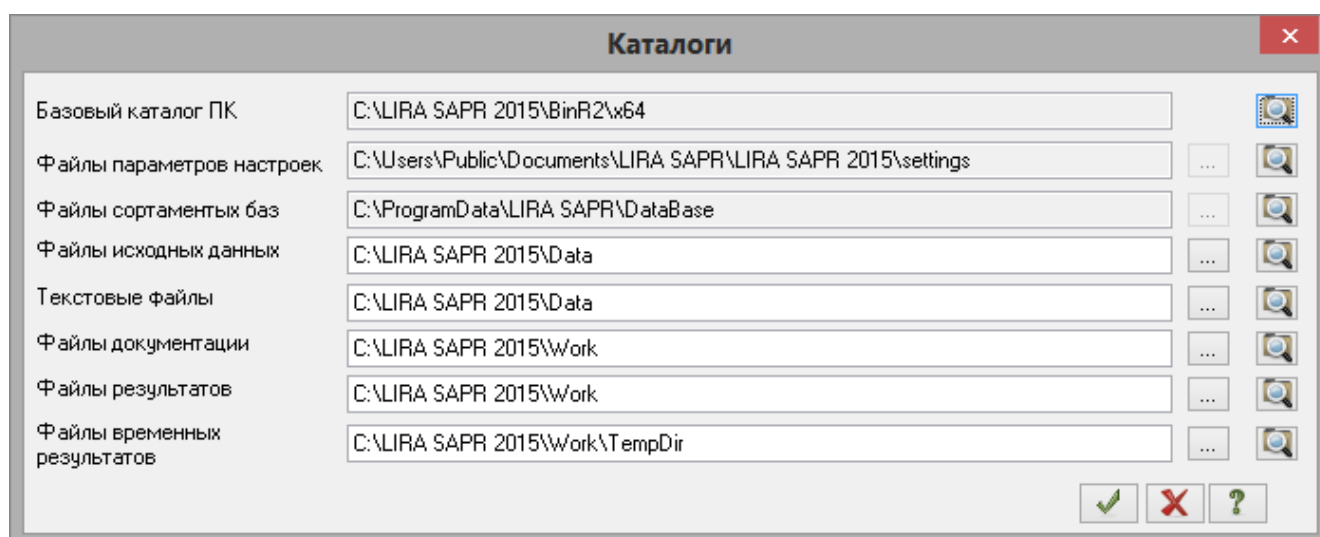 Каталоги
Базовый каталог ПК C:\LIRA SAPR 2015\BinR2\x64
Файлы параметров настроек C:\Users\Public\Documents\LIRA SAPR\LIRA SAPR 2015\settings ...
Файлы сортаментых баз C:\ProgramData\LIRA SAPR\DataBase ...
Файлы исходных данных C:\LIRA SAPR 2015\Data ...
Текстовые файлы C:\LIRA SAPR 2015\Data ...
Файлы документации C:\LIRA SAPR 2015\Work ...
Файлы результатов C:\LIRA SAPR 2015\Work ...
Файлы временных
результатов C:\LIRA SAPR 2015\Work\TempDir ...
?